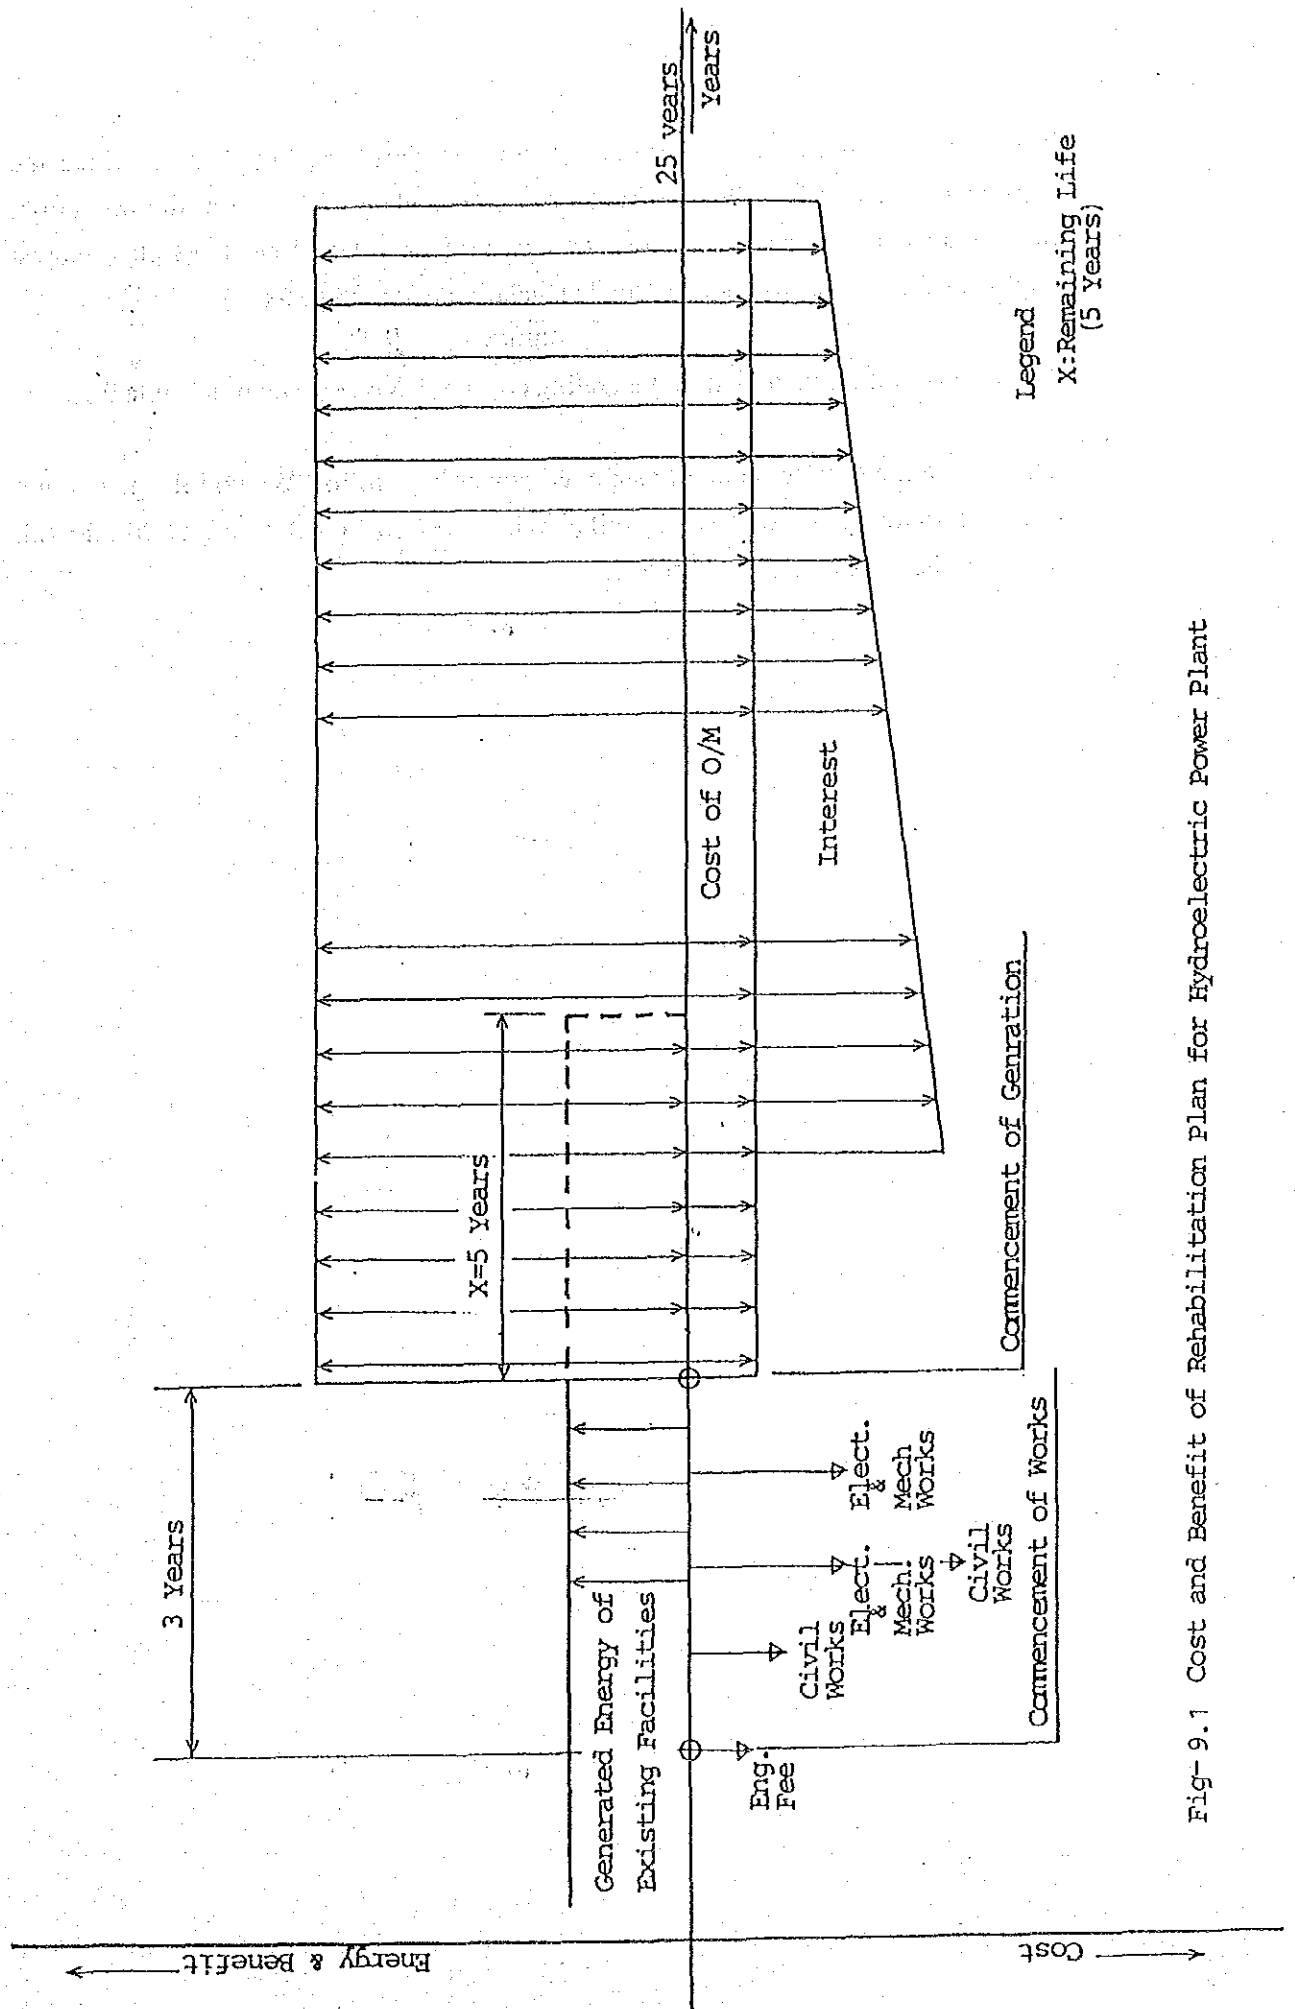 Energy & Benefit
Cost
3 Years
Generated Energy of
Existing Facilities
Eng.
Fee
Civil
Works
Elect.
&
Mech.
Works
Civil
Works
Elect.
&
Mech
Works
Commencement of Works
X=5 Years
Commencement of Genration
Cost of O/M
Interest
25 years
Years
Legend
X:Remaining Life
(5 Years)
Fig-9.1 Cost and Benefit of Rehabilitation Plan for Hydroelectric Power Plant